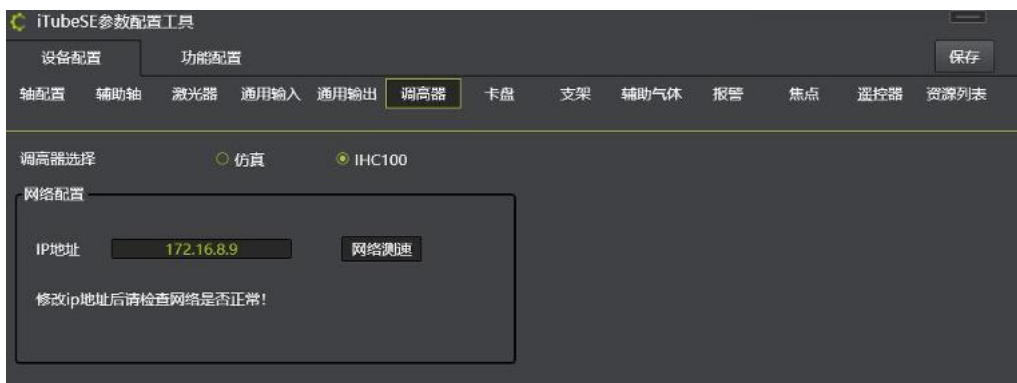 iTubeSE参数配置工具
设备配置 功能配置 保存
轴配置 辅助轴 激光器 通用输入 通用输出 调高器 卡盘 支架 辅助气体 报警 焦点 遥控器 资源列表
调高器选择 仿真 IHC100
网络配置
IP地址 172.16.8.9 网络测速
修改ip地址后请检查网络是否正常!